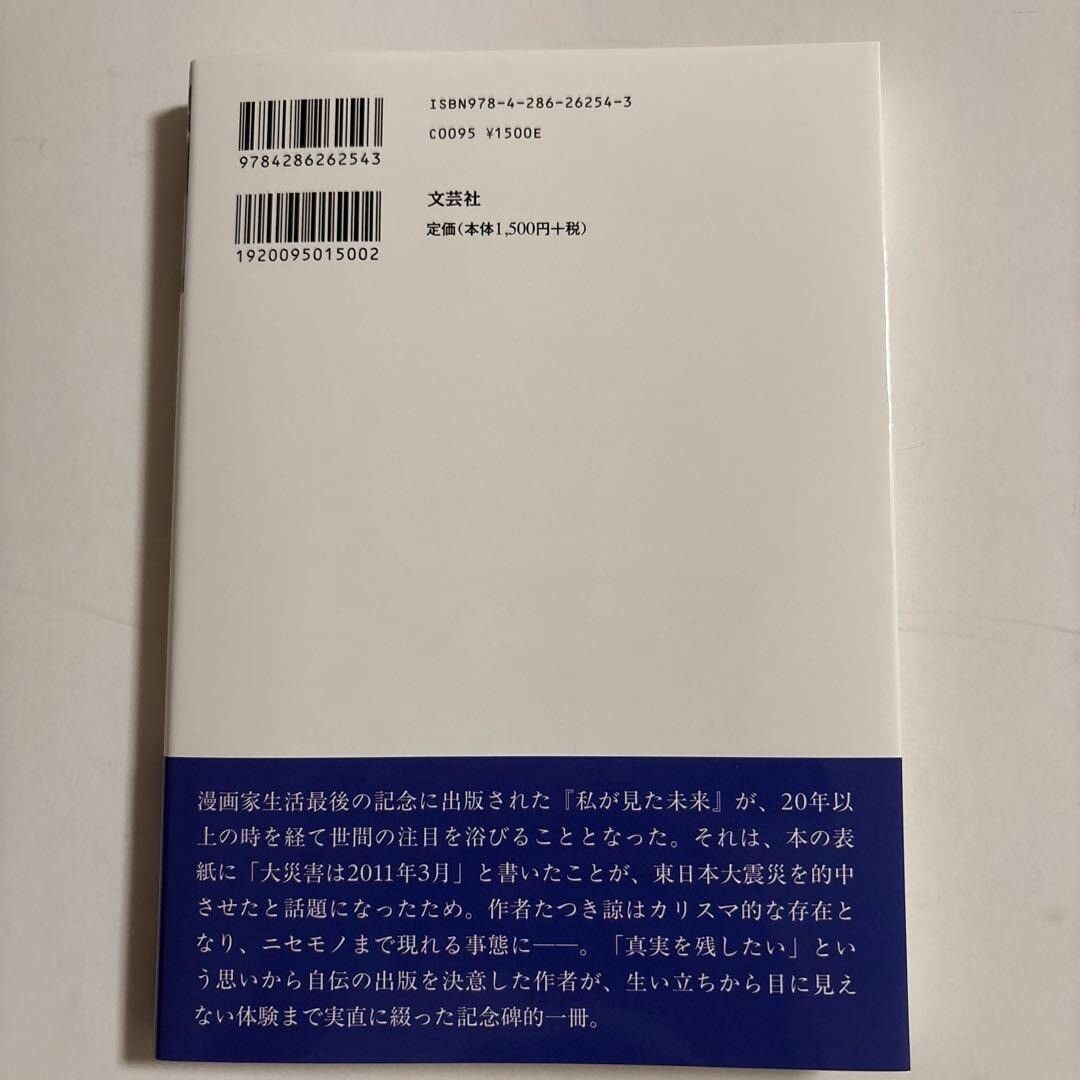 ISBN978-4-286-26254-3
C0095 ¥1500E
9784286262543
文芸社
定価(本体1,500円+税)
1920095015002
漫画家生活最後の記念に出版された『私が見た未来』が、20年以
上の時を経て世間の注目を浴びることとなった。それは、本の表
紙に「大災害は2011年3月」と書いたことが、東日本大震災を的中
させたと話題になったため。作者たつき諒はカリスマ的な存在と
なり、ニセモノまで現れる事態に――。「真実を残したい」とい
う思いから自伝の出版を決意した作者が、生い立ちから目に見え
ない体験まで実直に綴った記念碑的一冊。